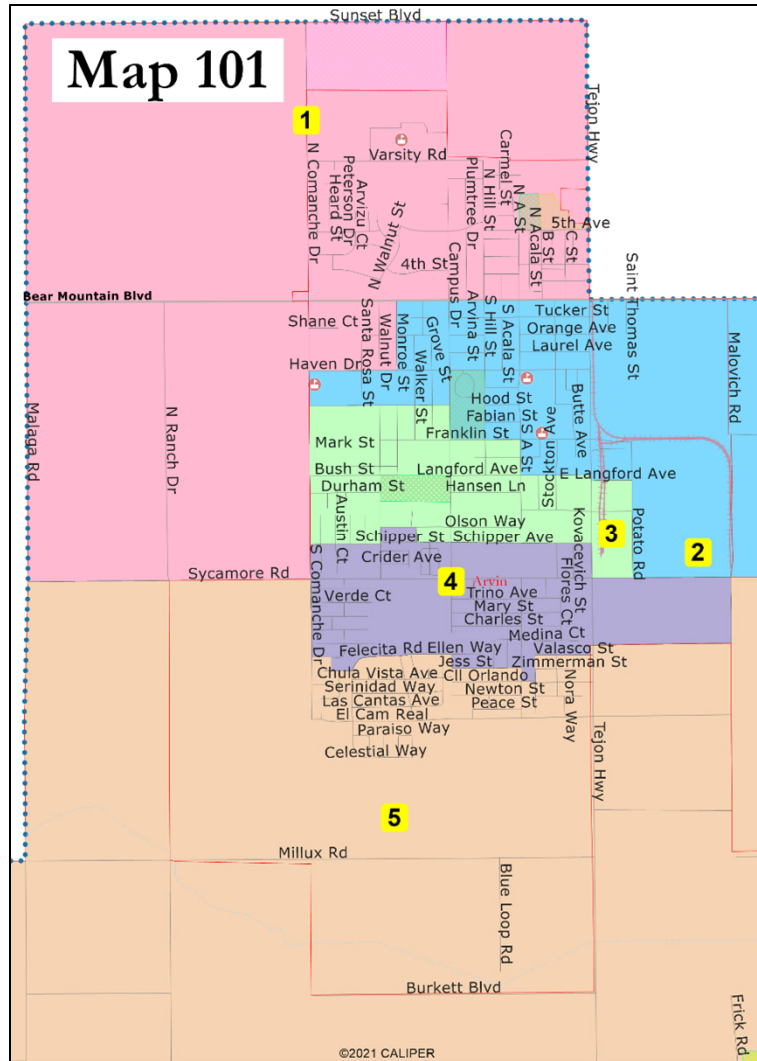 Sunset Blvd
Map 101
Tejon Hwy
1
Varsity Rd
N Comanche Dr
Peterson Dr
Heard St
Arvizu Ct
N Walnut St
Plumtree Dr
N Hill St
Carmel St
N A St
N Acala St
B St
C St
5th Ave
4th St
Campus Dr
Saint Thomas St
Bear Mountain Blvd
Shane Ct
Santa Rosa St
Walnut Dr
Monroe St
Grove St
Walker St
Arvina St
S Hill St
S Acala St
Tucker St
Orange Ave
Laurel Ave
Malovich Rd
Haven Dr
Malaga Rd
N Ranch Dr
Hood St
Fabian St
Franklin St
S A St
Stockton Ave
Butte Ave
Mark St
Bush St
Langford Ave
E Langford Ave
Durham St
Hansen Ln
Austin Ct
Olson Way
Schipper St
Schipper Ave
Kovacevich St
3
Potato Rd
2
Crider Ave
Sycamore Rd
4
Arvin
S Comanche Dr
Verde Ct
Trino Ave
Mary St
Charles St
Flores Ct
Medina Ct
Felecita Rd
Ellen Way
Valasco St
Jess St
Zimmerman St
Chula Vista Ave
Cll Orlando
Serinidad Way
Newton St
Las Cantas Ave
Peace St
El Cam Real
Nora Way
Paraiso Way
Celestial Way
Tejon Hwy
5
Millux Rd
Blue Loop Rd
Burkett Blvd
Frick Rd
©2021 CALIPER